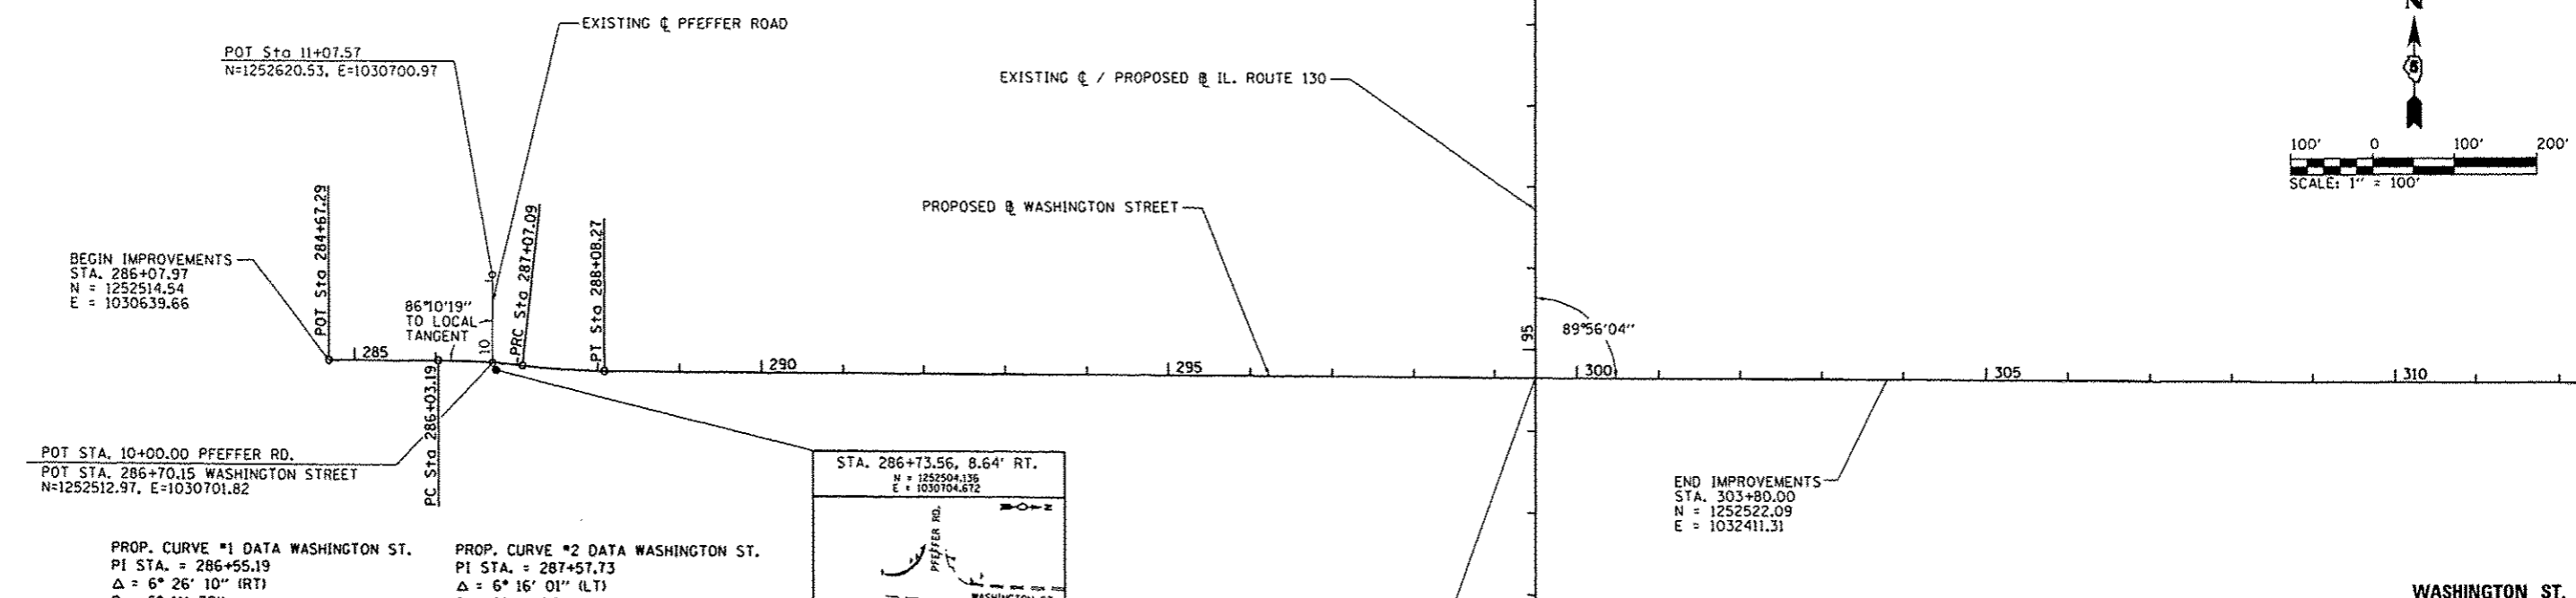 EXISTING ℄ PFEFFER ROAD
POT Sta 11+07.57
N=1252620.53, E=1030700.97
EXISTING ℄ / PROPOSED ℄ IL. ROUTE 130
N
100' 0 100' 200'
SCALE: 1" = 100'
PROPOSED ℄ WASHINGTON STREET
POT Sta 284+67.29
PRC Sta 287+07.09
PT Sta 288+08.27
BEGIN IMPROVEMENTS
STA. 286+07.97
N = 1252514.54
E = 1030639.66
86°10'19"
TO LOCAL
TANGENT
10
1
95
89°56'04"
285
290
295
300
305
310
PC Sta 286+03.19
POT STA. 10+00.00 PFEFFER RD.
POT STA. 286+70.15 WASHINGTON STREET
N=1252512.97, E=1030701.82
STA. 286+73.56, 8.64' RT.
N = 1252504.136
E = 1030704.672
PFEFFER RD.
WASHINGTON ST.
END IMPROVEMENTS
STA. 303+80.00
N = 1252522.09
E = 1032411.31
PROP. CURVE #1 DATA WASHINGTON ST.
PI STA. = 286+55.19
Δ = 6° 26' 10" (RT)
PROP. CURVE #2 DATA WASHINGTON ST.
PI STA. = 287+57.73
Δ = 6° 16' 01" (LT)
WASHINGTON ST.